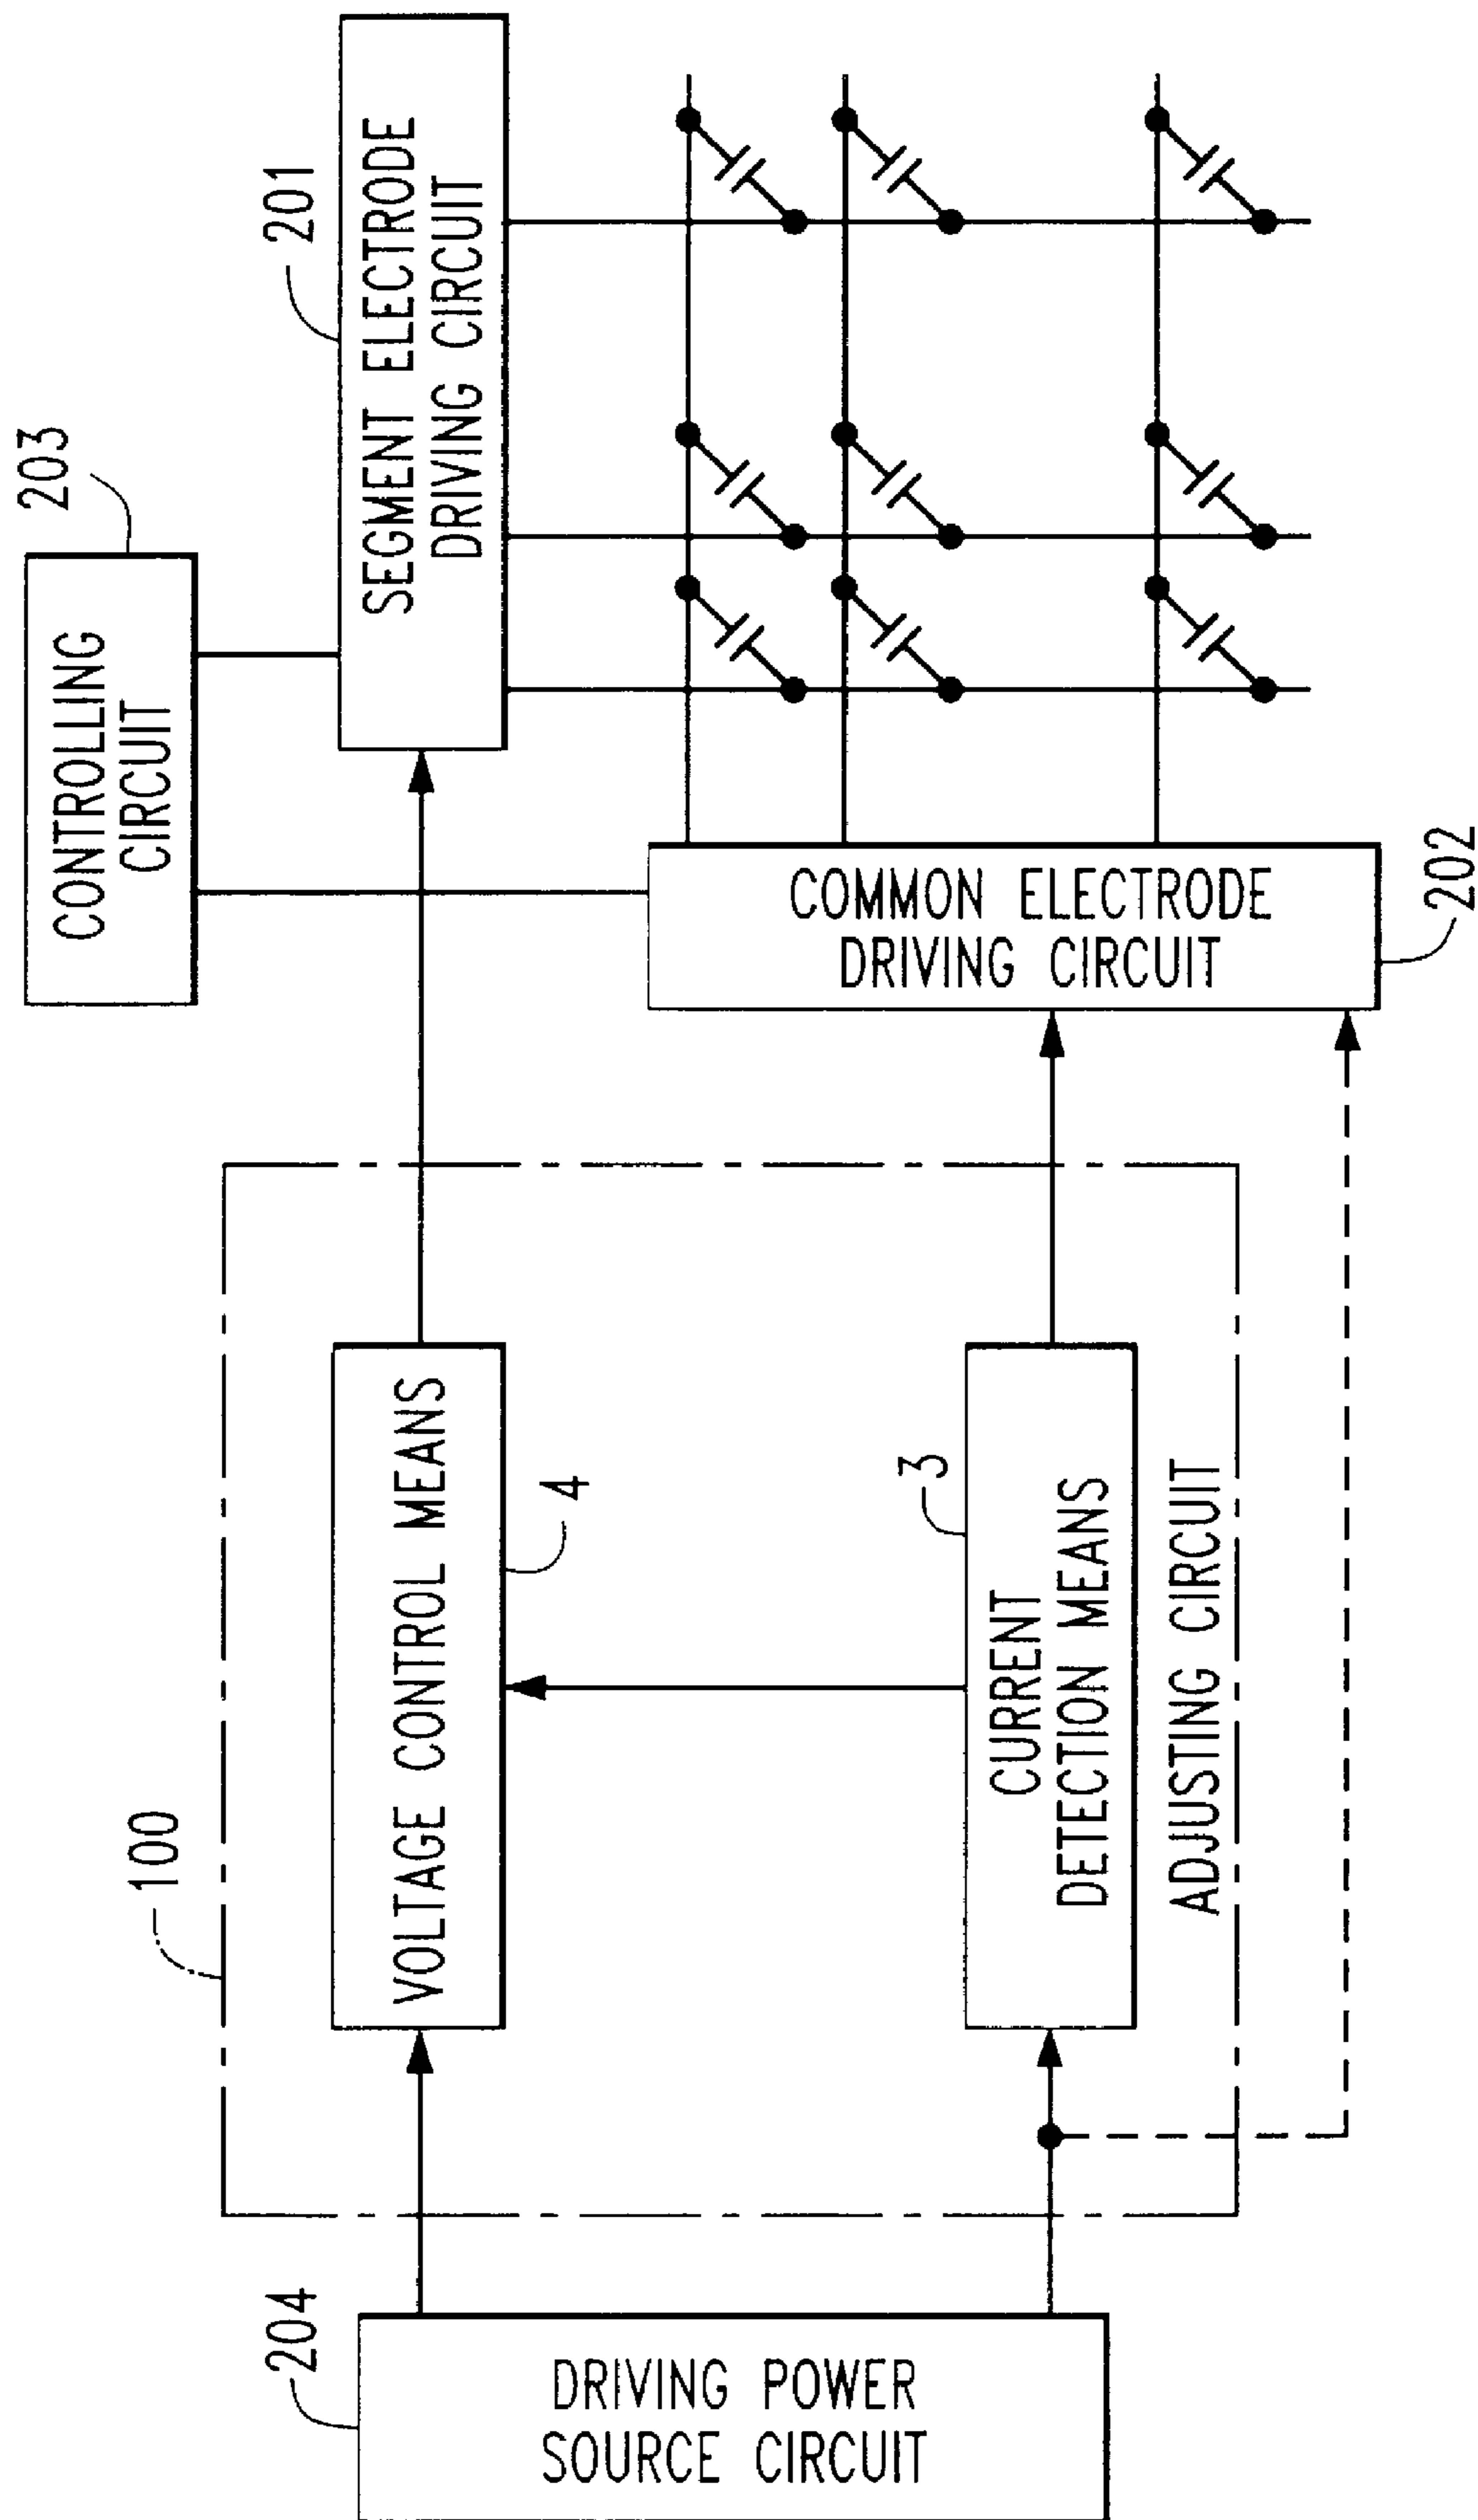 203
CONTROLLING
CIRCUIT
201
SEGMENT ELECTRODE
DRIVING CIRCUIT
COMMON ELECTRODE
DRIVING CIRCUIT
202
100
VOLTAGE CONTROL MEANS
4
3
CURRENT
DETECTION MEANS
ADJUSTING CIRCUIT
204
DRIVING POWER
SOURCE CIRCUIT